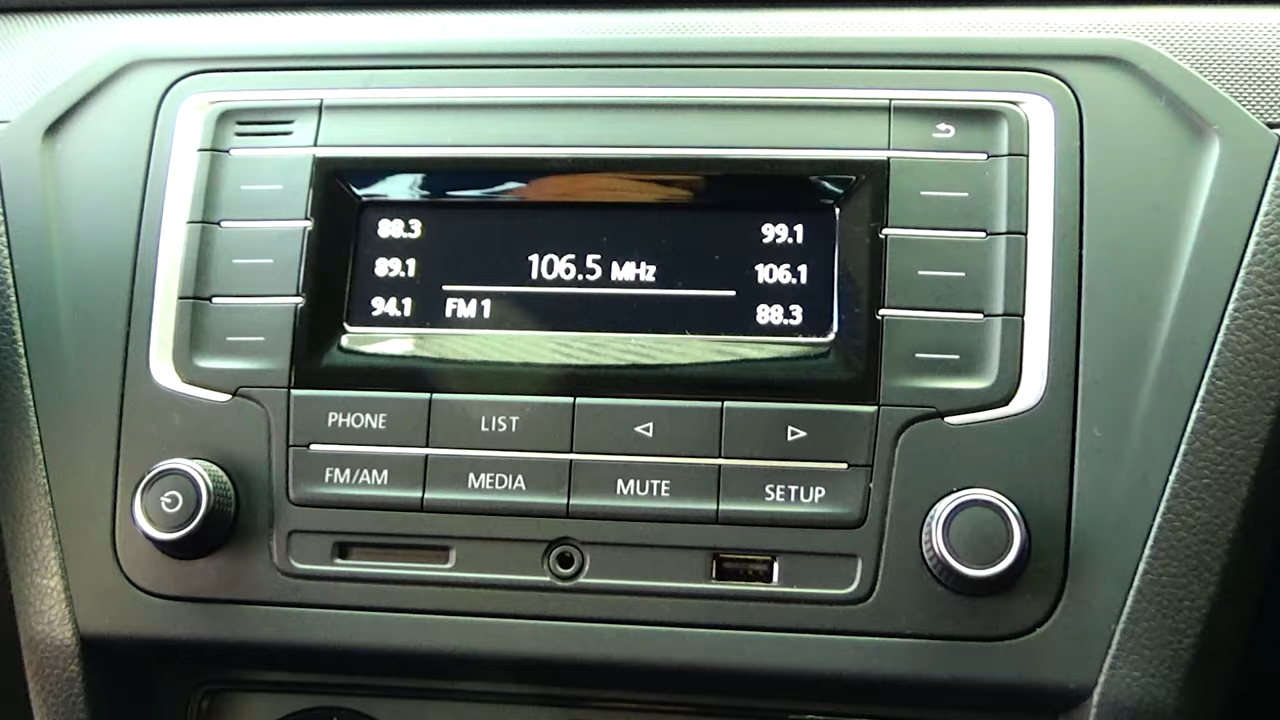 88.3
99.1
89.1
106.5 MHz
106.1
94.1
FM 1
88.3
PHONE
LIST
FM/AM
MEDIA
MUTE
SETUP